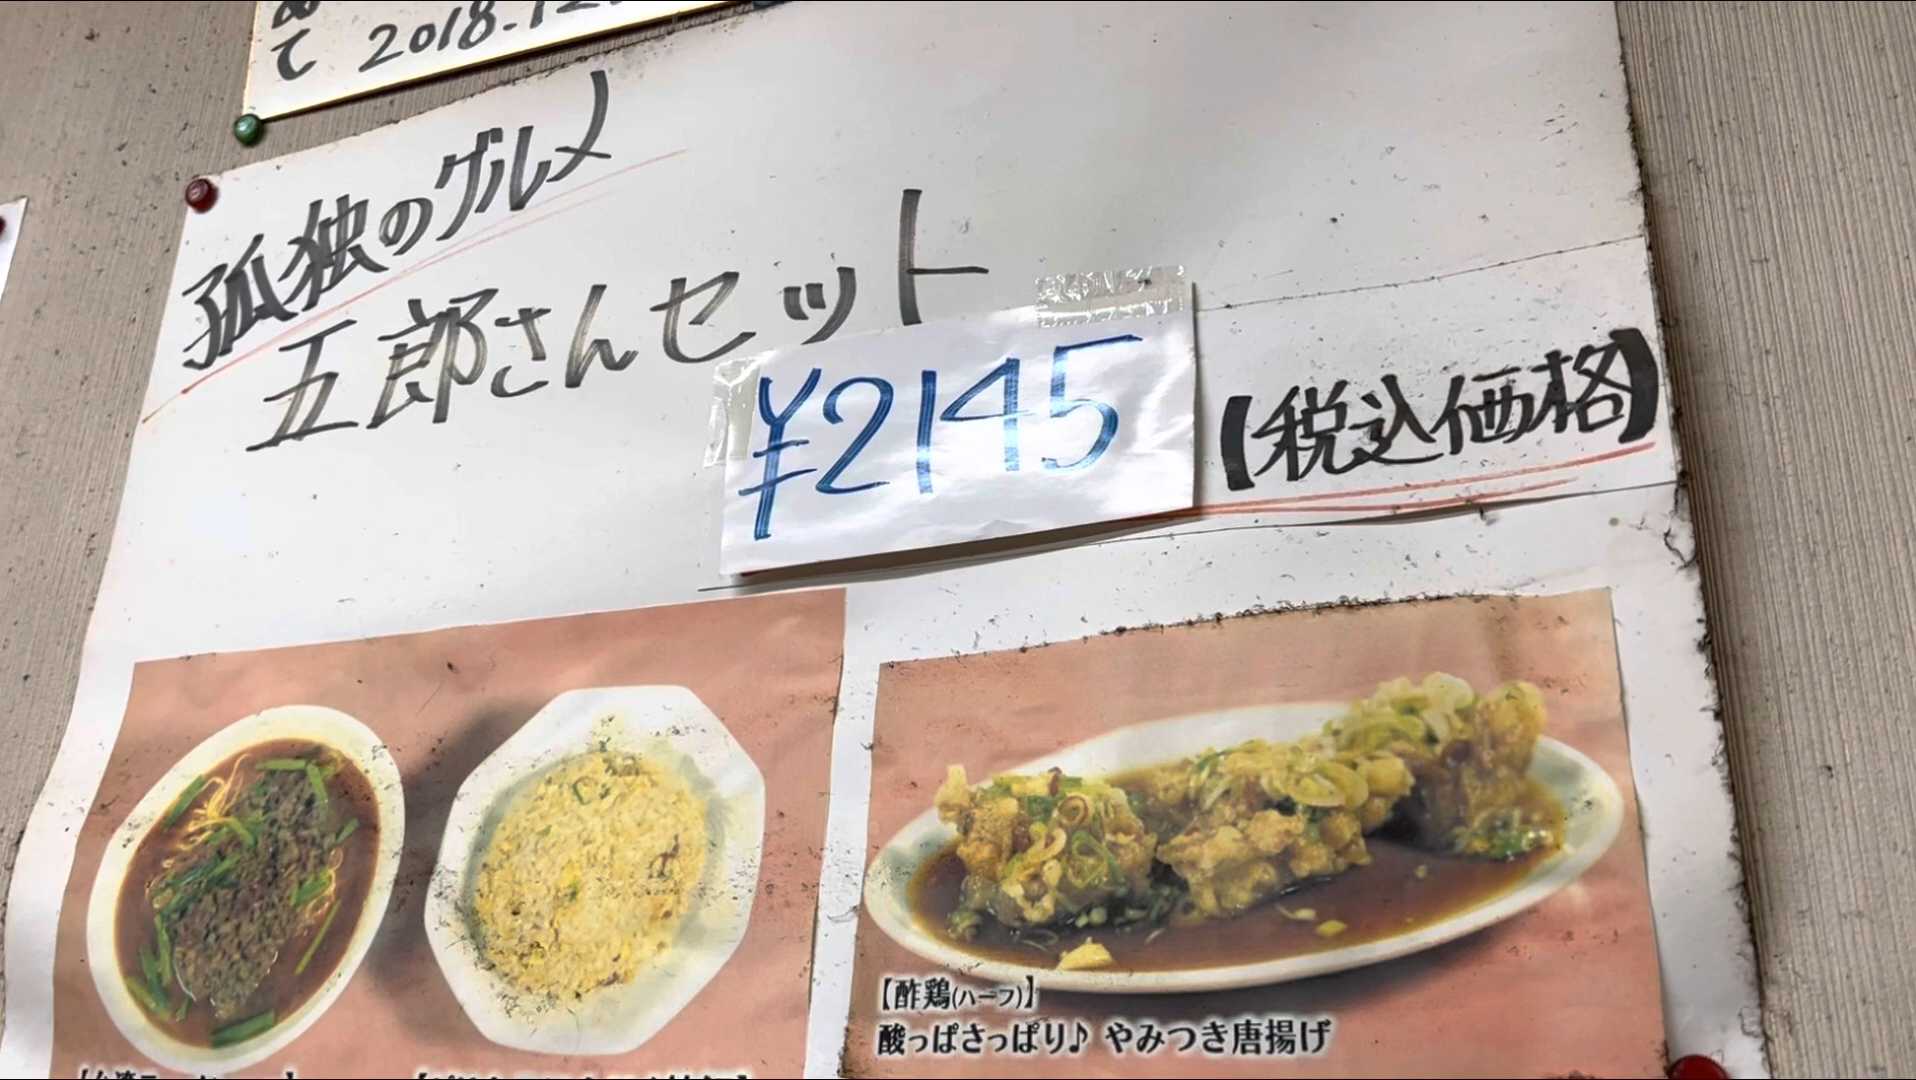 て 2018.12
孤独のグルメ
五郎さんセット
¥2145 【税込価格】
【酢鶏(ハーフ)】
酸っぱさっぱり♪ やみつき唐揚げ